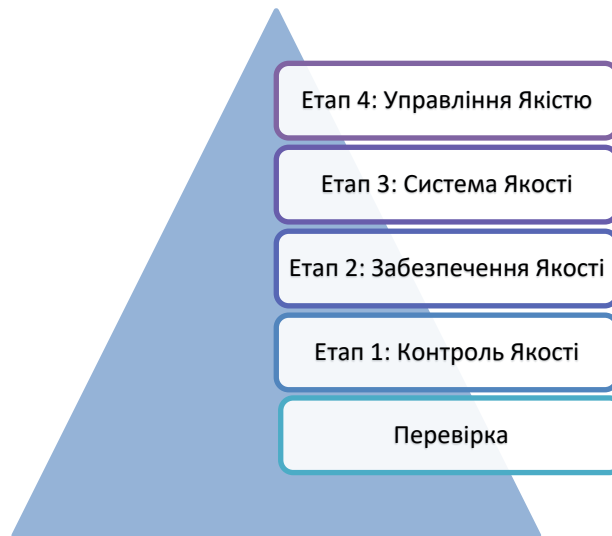 Етап 4: Управління Якістю
Етап 3: Система Якості
Етап 2: Забезпечення Якості
Етап 1: Контроль Якості
Перевірка